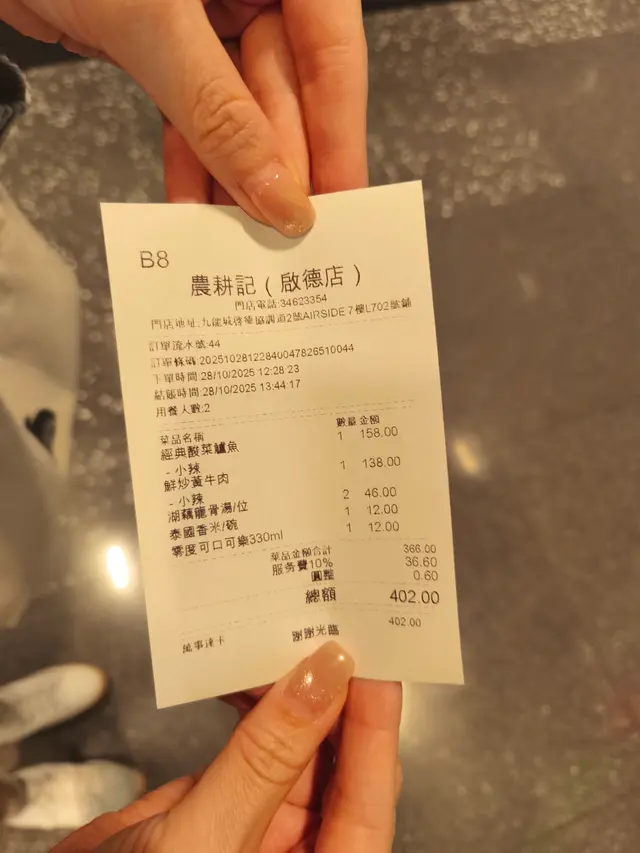 B8
農耕記（啟德店）
門店電話:34623354
門店地址:九龍城啓德協調道2號AIRSIDE 7樓L702號鋪
訂單流水號:44
訂單條碼:20251028122840047826510044
下單時間:28/10/2025 12:28:23
結賬時間:28/10/2025 13:44:17
用餐人數:2
菜品名稱 數量 金額
經典酸菜鱸魚 1 158.00
- 小辣
鮮炒黃牛肉 1 138.00
- 小辣
湖藕龍骨湯/位 2 46.00
泰國香米/碗 1 12.00
零度可口可樂330ml 1 12.00
菜品金額合計 366.00
服务費10% 36.60
圓整 0.60
總額 402.00
萬事達卡 402.00
謝謝光臨